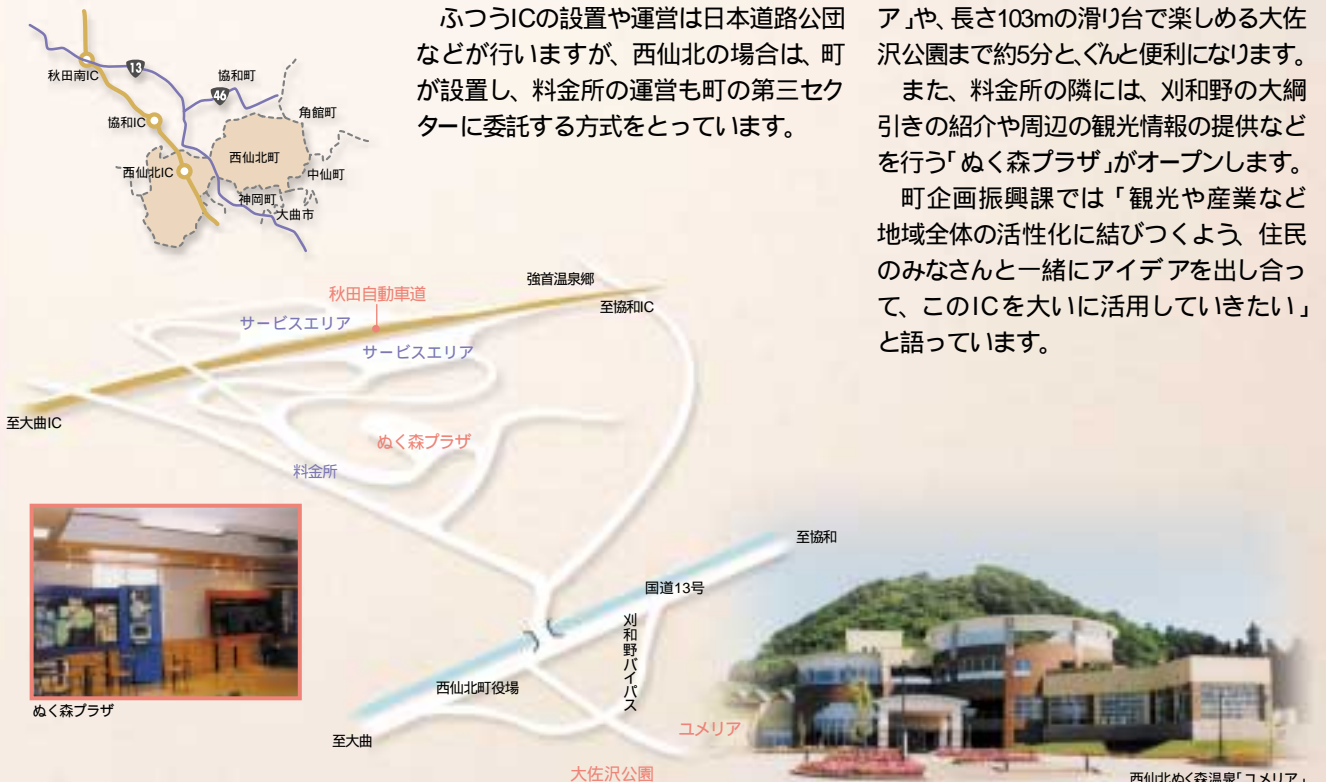 秋田南IC
13
協和町
46
角館町
協和IC
西仙北町
西仙北IC
中仙町
神岡町
大曲市
ふつうICの設置や運営は日本道路公団
などが行いますが、西仙北の場合は、町
が設置し、料金所の運営も町の第三セク
ターに委託する方式をとっています。
ア」や、長さ103mの滑り台で楽しめる大佐
沢公園まで約5分と、ぐんと便利になります。
また、料金所の隣には、刈和野の大綱
引きの紹介や周辺の観光情報の提供など
を行う「ぬく森プラザ」がオープンします。
町企画振興課では「観光や産業など
地域全体の活性化に結びつくよう、住民
のみなさんと一緒にアイデアを出し合っ
て、このICを大いに活用していきたい」
と語っています。
強首温泉郷
秋田自動車道
至協和IC
サービスエリア
サービスエリア
至大曲IC
ぬく森プラザ
料金所
至協和
国道13号
刈和野バイパス
西仙北町役場
ぬく森プラザ
ユメリア
至大曲
大佐沢公園
西仙北ぬく森温泉「ユメリア」